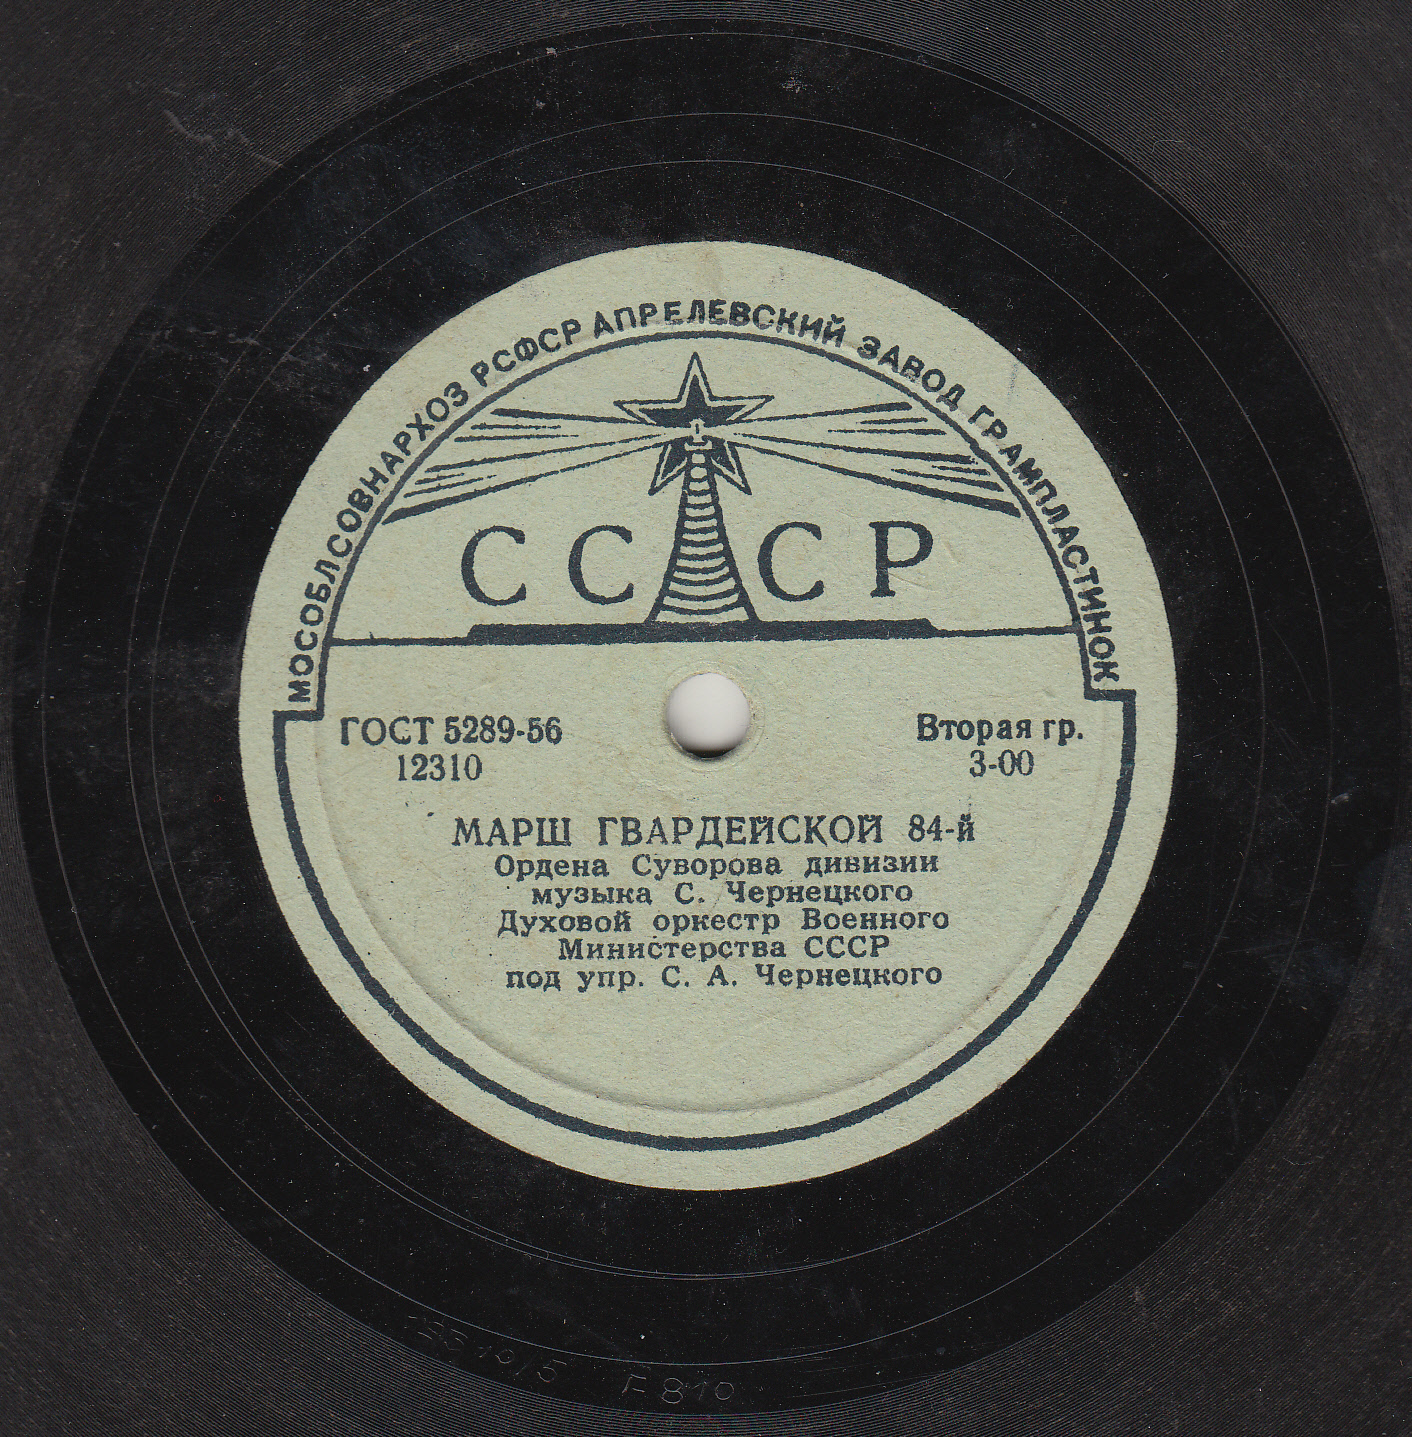 МОСОБЛСОВНАРХОЗ РСФСР АПРЕЛЕВСКИЙ ЗАВОД ГРАМПЛАСТИНОК
СССР
ГОСТ 5289-56 Вторая гр.
12310 3-00
МАРШ ГВАРДЕЙСКОЙ 84-й
Ордена Суворова дивизии
музыка С. Чернецкого
Духовой оркестр Военного
Министерства СССР
под упр. С. А. Чернецкого